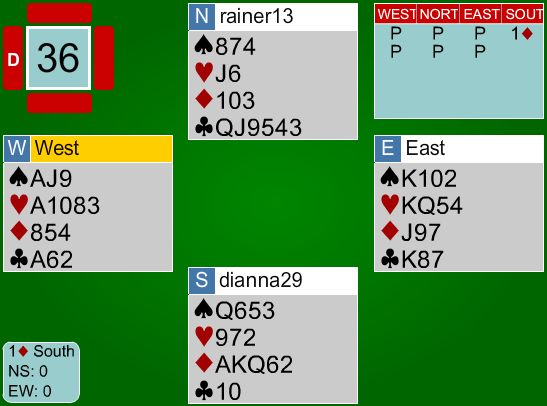 D 36
N rainer13
♠874
♥J6
♦103
♣QJ9543
WEST NORT EAST SOUT
P P P 1♦
P P P
W West
♠AJ9
♥A1083
♦854
♣A62
E East
♠K102
♥KQ54
♦J97
♣K87
S dianna29
♠Q653
♥972
♦AKQ62
♣10
1♦ South
NS: 0
EW: 0